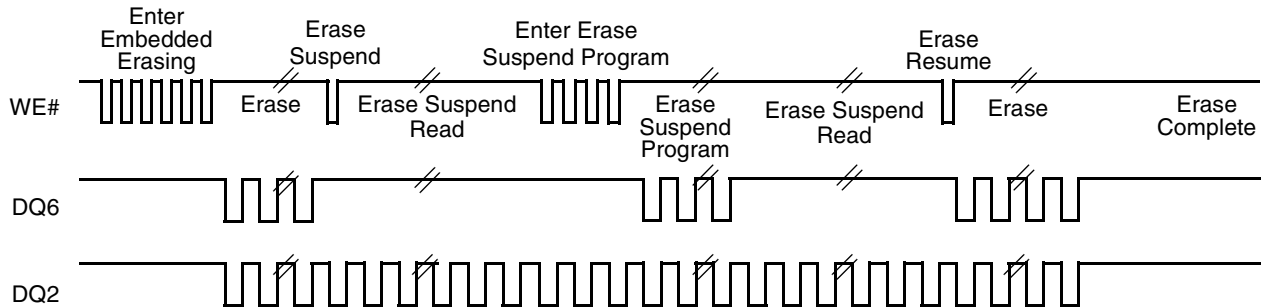 Enter
Embedded
Erasing
Erase
Suspend
Enter Erase
Suspend Program
Erase
Resume
WE#
Erase
Erase Suspend
Read
Erase
Suspend
Program
Erase Suspend
Read
Erase
Erase
Complete
DQ6
DQ2